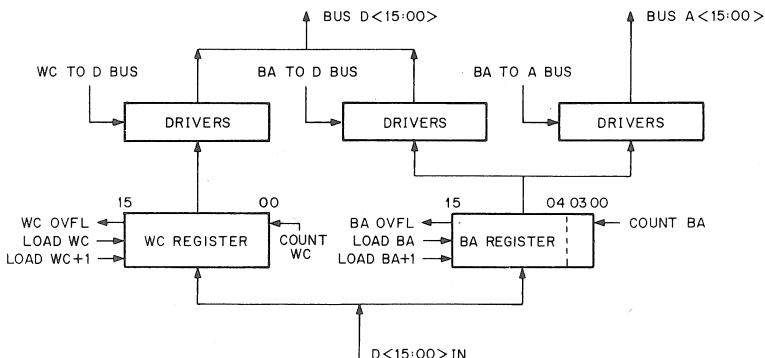 BUS D<15:00>
BUS A<15:00>
WC TO D BUS
BA TO D BUS
BA TO A BUS
DRIVERS
DRIVERS
DRIVERS
15
00
15
04 03 00
WC OVFL
LOAD WC
LOAD WC+1
WC REGISTER
COUNT
WC
BA OVFL
LOAD BA
LOAD BA+1
BA REGISTER
COUNT BA
D<15:00>IN